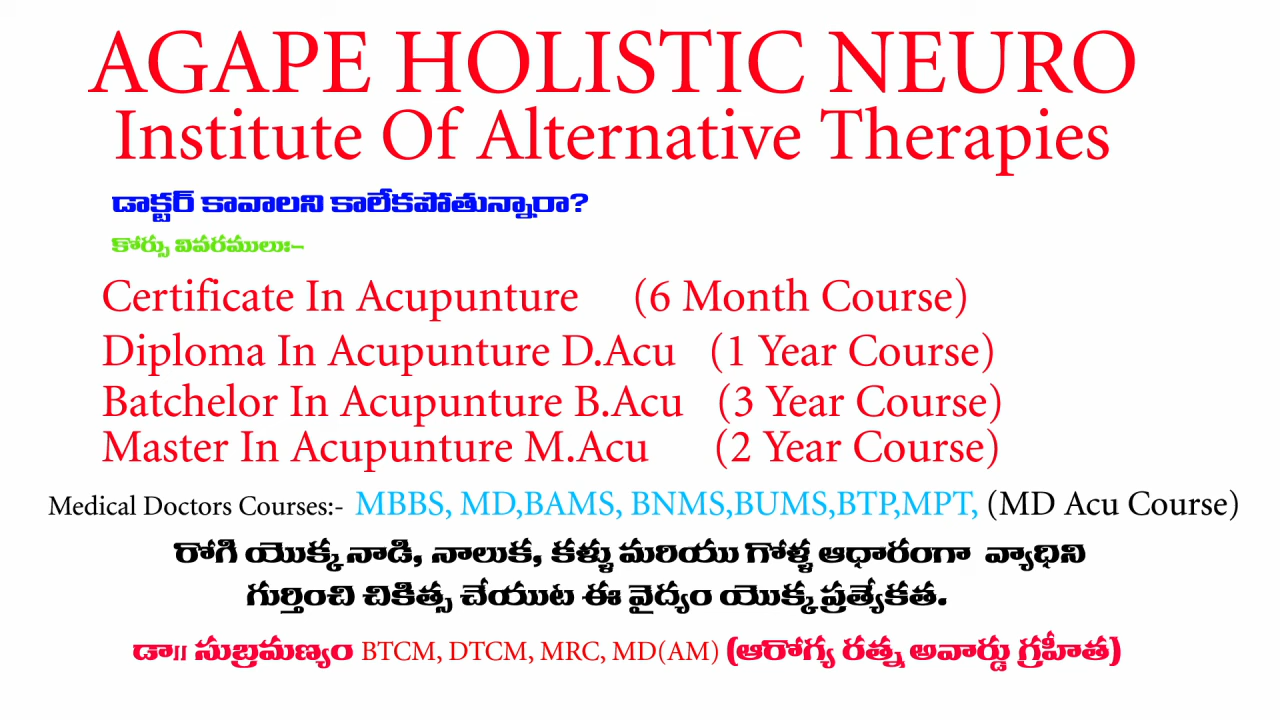 AGAPE HOLISTIC NEURO
Institute Of Alternative Therapies
డాక్టర్ కావాలని కాలేకపోతున్నారా?
కోర్సు వివరములుః-
Certificate In Acupunture (6 Month Course)
Diploma In Acupunture D.Acu (1 Year Course)
Batchelor In Acupunture B.Acu (3 Year Course)
Master In Acupunture M.Acu (2 Year Course)
Medical Doctors Courses:- MBBS, MD,BAMS, BNMS,BUMS,BTP,MPT, (MD Acu Course)
రోగి యొక్క నాడి, నాలుక, కళ్ళు మరియు గోళ్ళ ఆధారంగా వ్యాధిని
గుర్తించి చికిత్స చేయుట ఈ వైద్యం యొక్క ప్రత్యేకత.
డా౹౹ సుబ్రమణ్యం BTCM, DTCM, MRC, MD(AM) (ఆరోగ్య రత్న అవార్డు గ్రహీత)